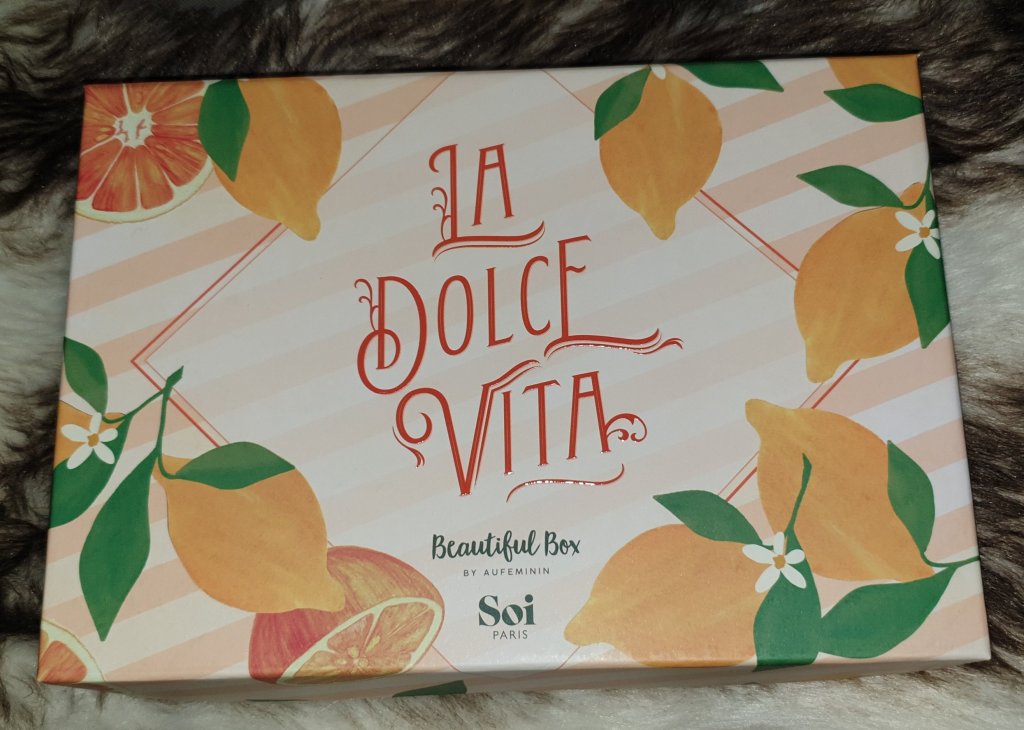 LA
DOLCE
VITA
Beautiful Box
BY AUFEMININ
Soi
PARIS